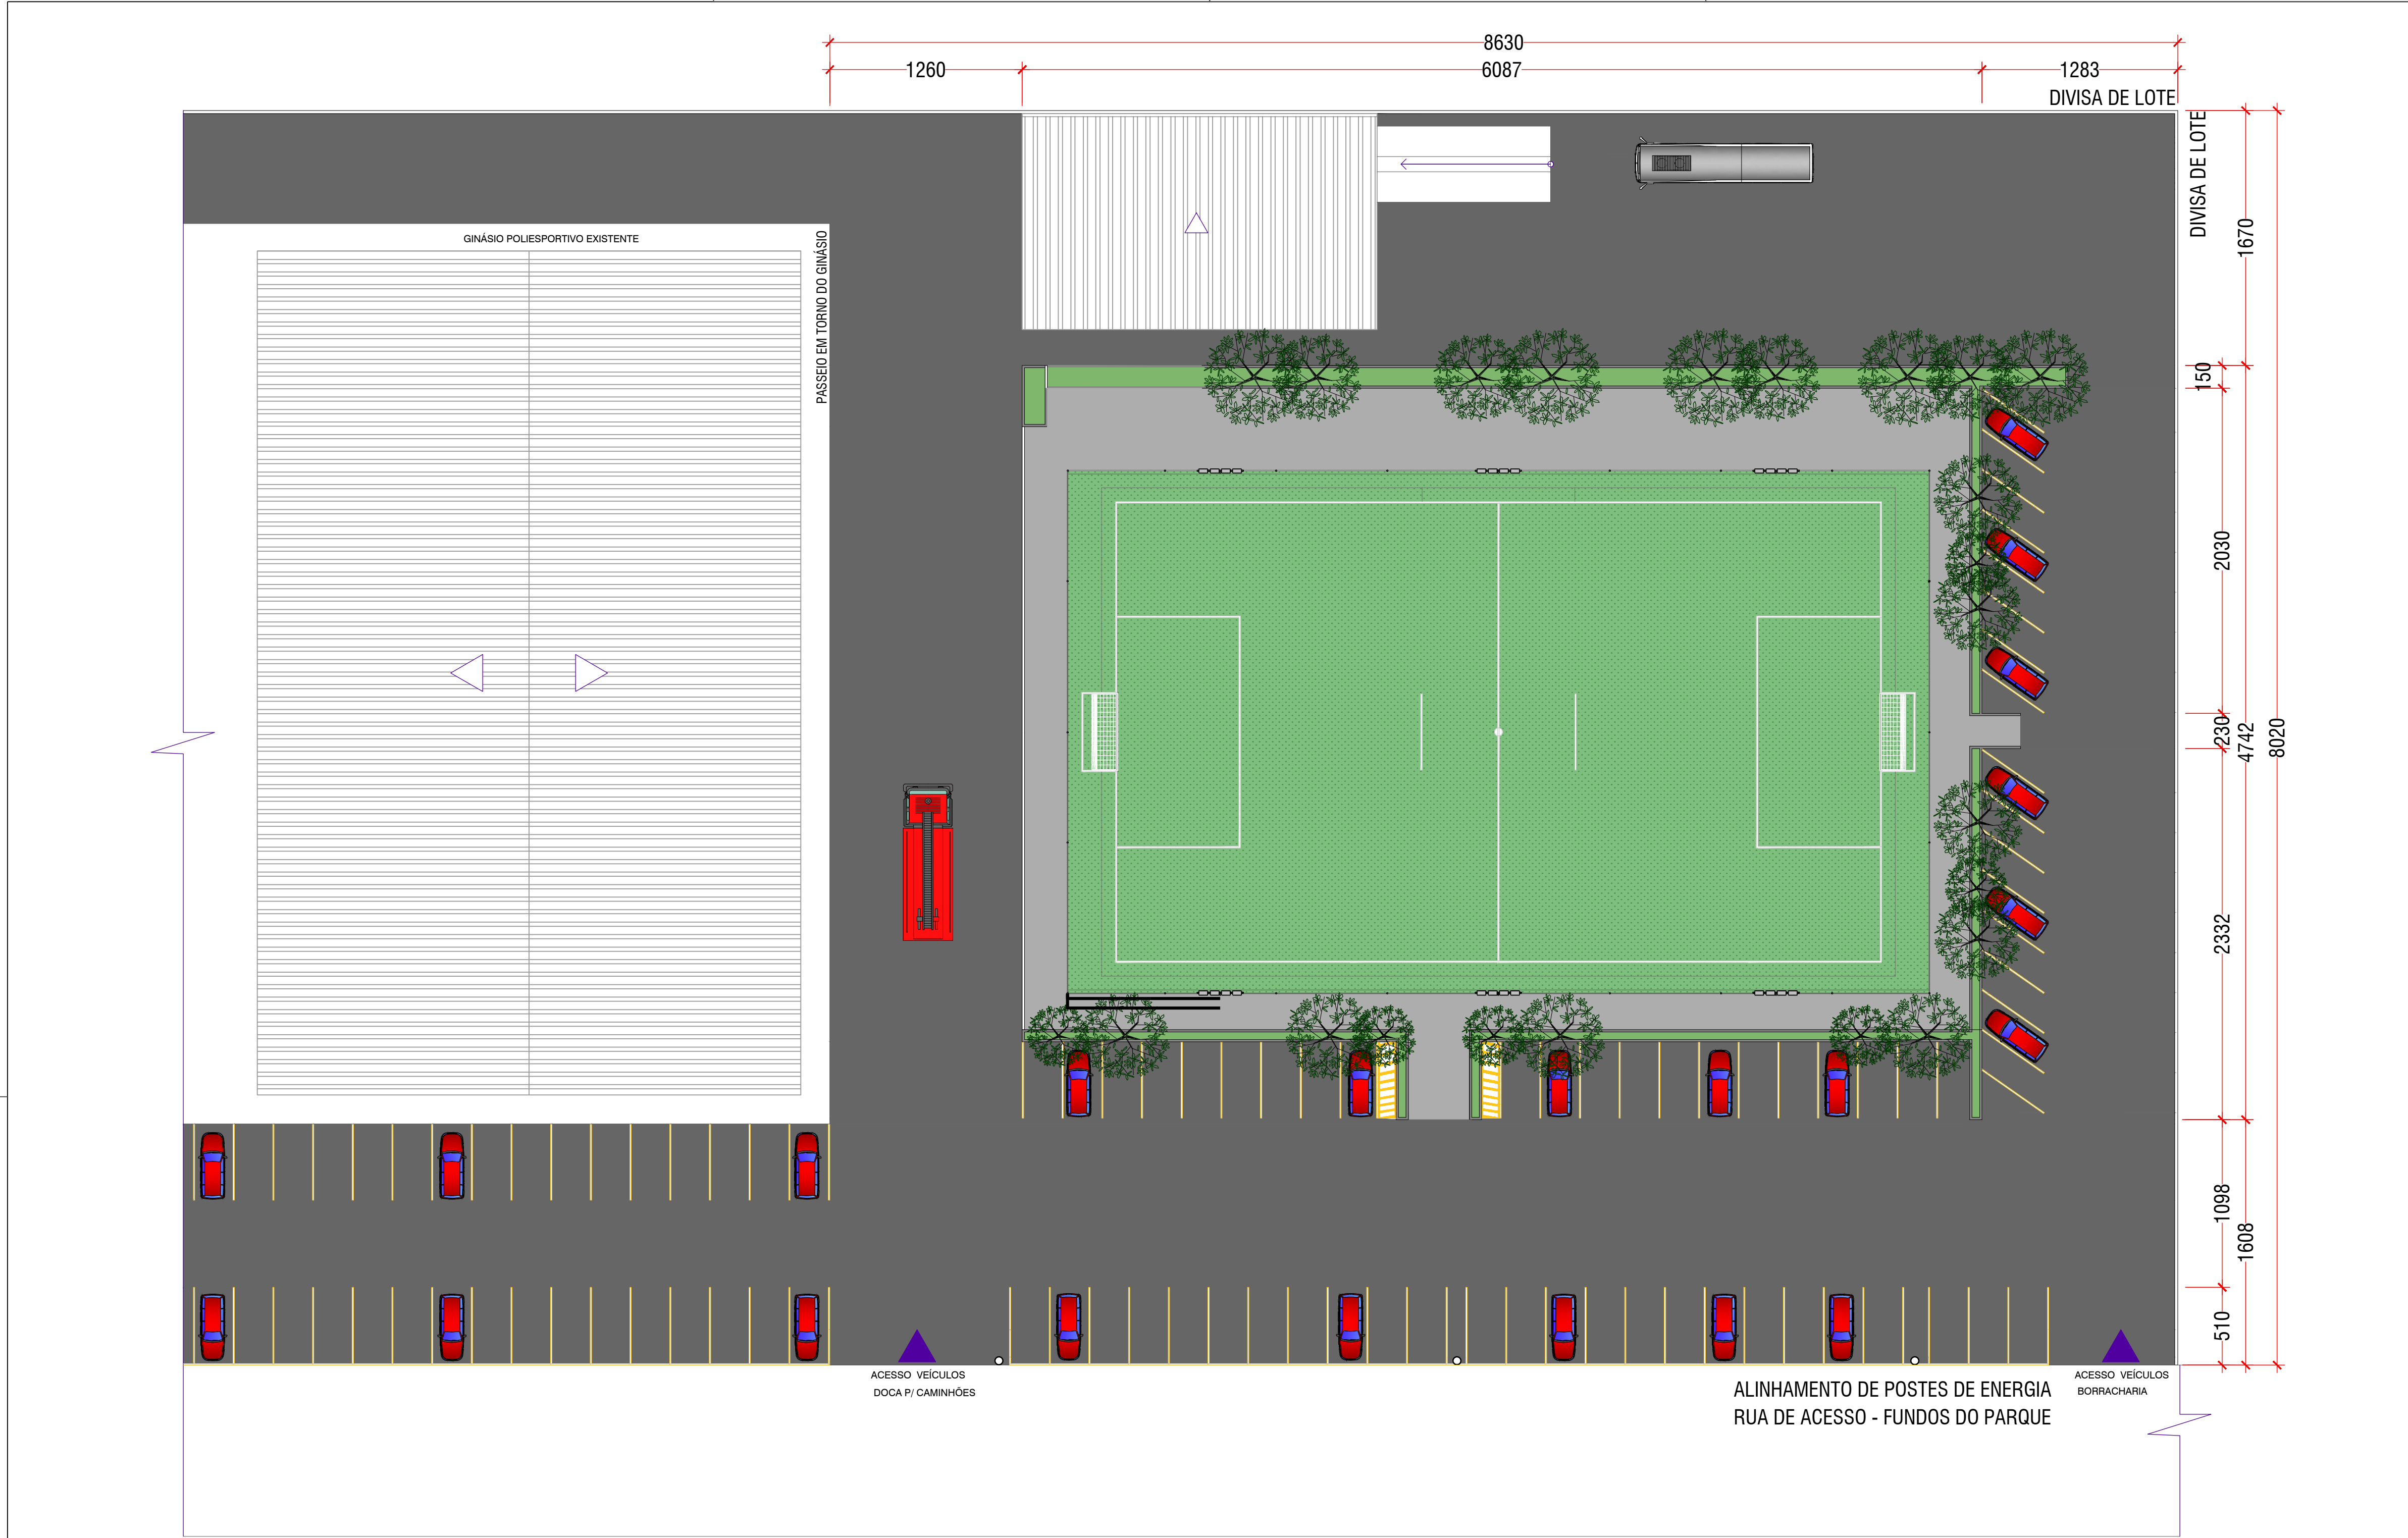 8630
1260
6087
1283
DIVISA DE LOTE
DIVISA DE LOTE
1670
GINÁSIO POLIESPORTIVO EXISTENTE
PASSEIO EM TORNO DO GINÁSIO
150
2030
230
4742
8020
2332
1098
1608
510
ACESSO VEÍCULOS
DOCA P/ CAMINHÕES
ALINHAMENTO DE POSTES DE ENERGIA
RUA DE ACESSO - FUNDOS DO PARQUE
ACESSO VEÍCULOS
BORRACHARIA